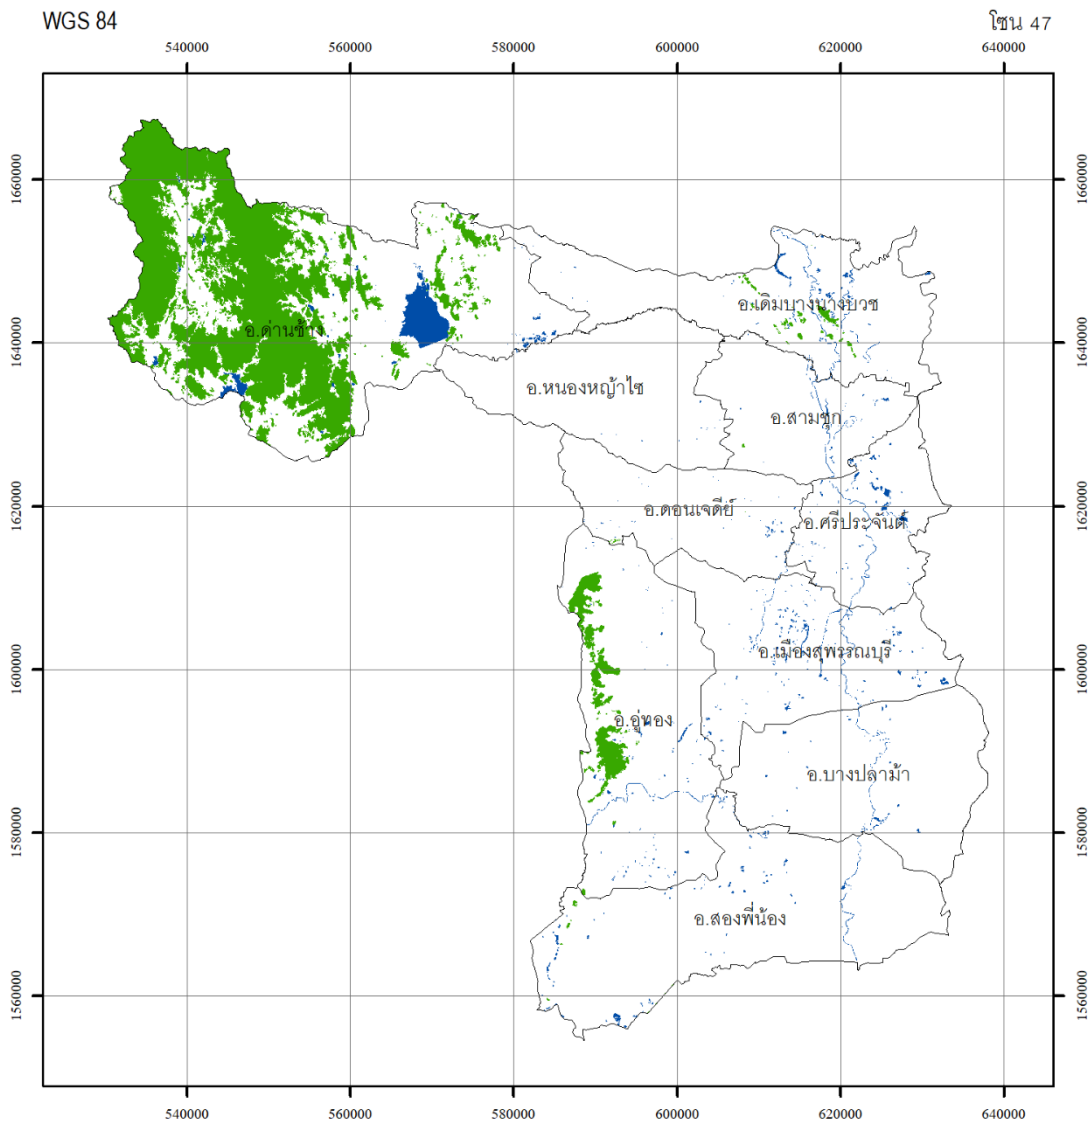 WGS 84
โซน 47
540000 560000 580000 600000 620000 640000
1660000 1660000
อ.เดิมบางนางบวช
อ.ด่านช้าง
1640000 1640000
อ.หนองหญ้าไซ
อ.สามชุก
อ.ดอนเจดีย์
อ.ศรีประจันต์
1620000 1620000
อ.เมืองสุพรรณบุรี
1600000 1600000
อ.อู่ทอง
อ.บางปลาม้า
1580000 1580000
อ.สองพี่น้อง
1560000 1560000
540000 560000 580000 600000 620000 640000